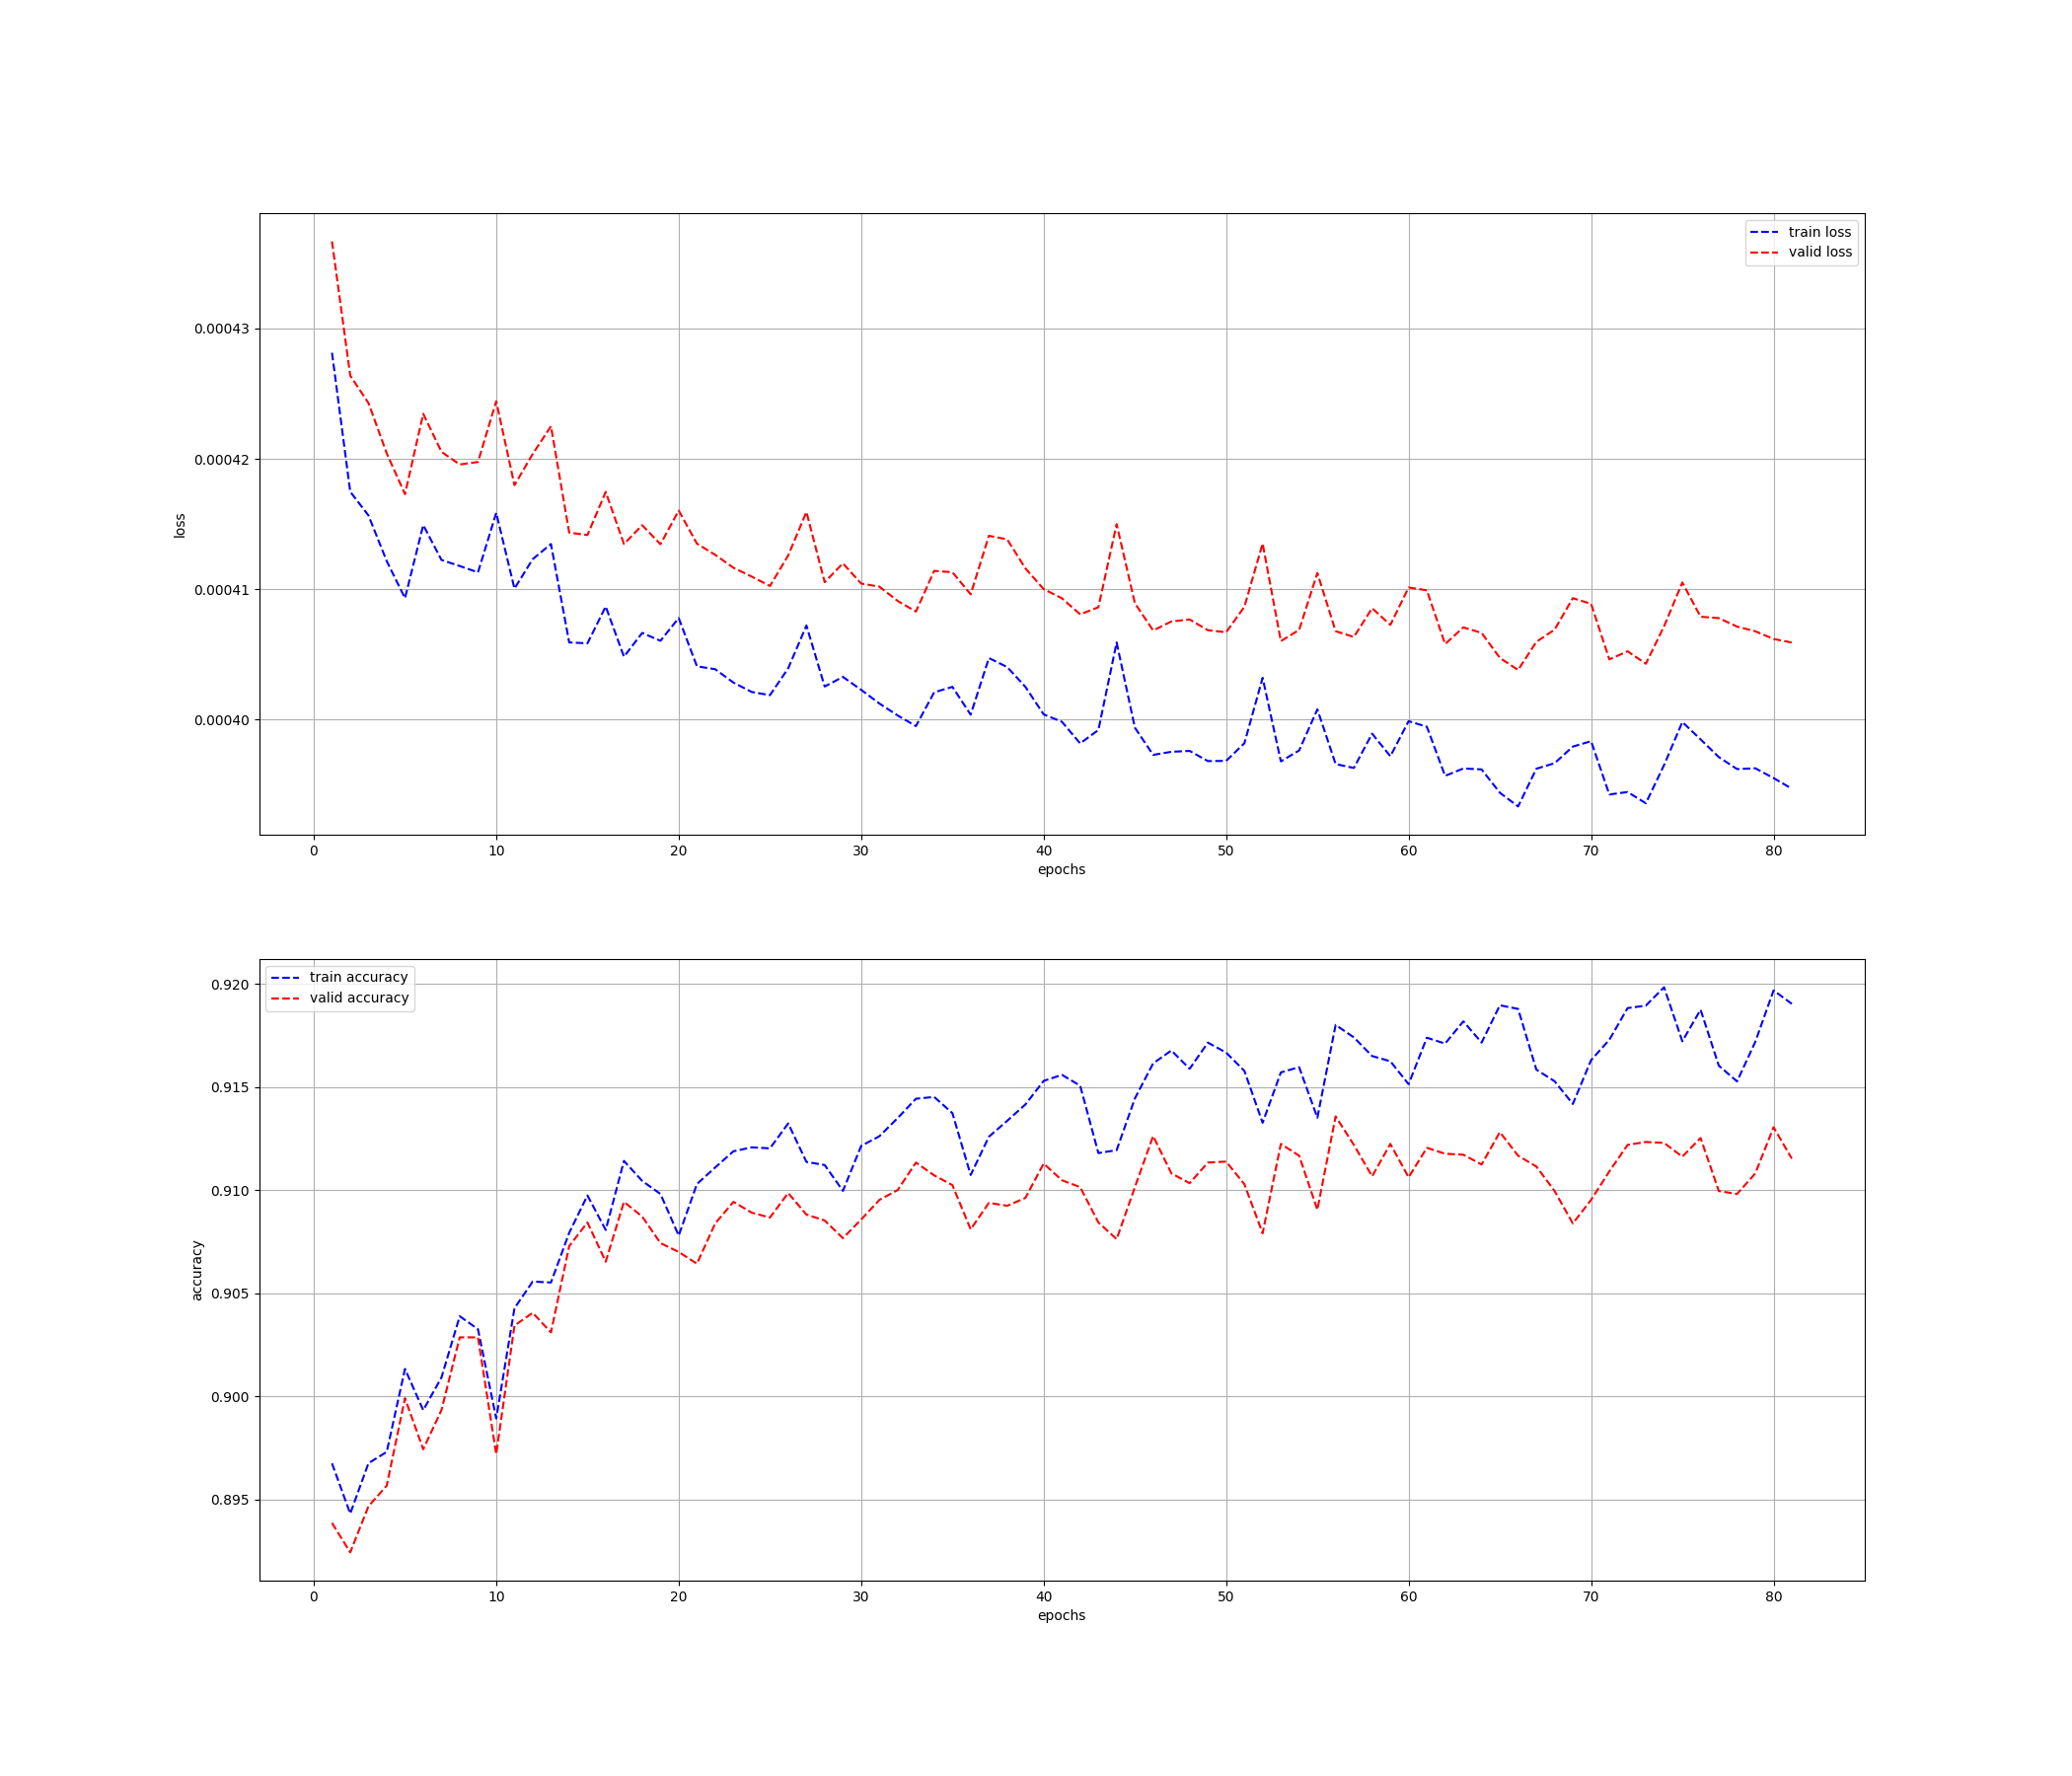 train loss
valid loss
0.00043
0.00042
0.00041
0.00040
loss
0 10 20 30 40 50 60 70 80
epochs
train accuracy
valid accuracy
0.920
0.915
0.910
0.905
0.900
0.895
accuracy
0 10 20 30 40 50 60 70 80
epochs